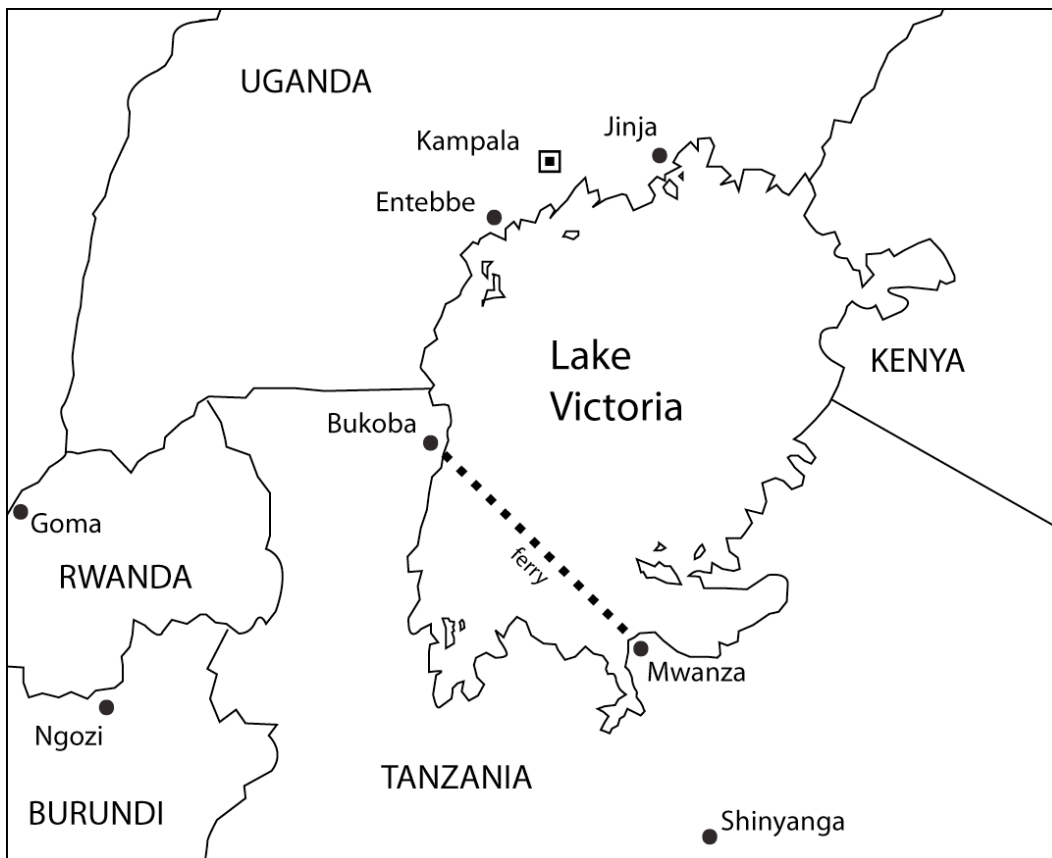 UGANDA
Kampala
Jinja
Entebbe
Lake
Victoria
KENYA
Bukoba
Goma
ferry
RWANDA
Mwanza
Ngozi
TANZANIA
BURUNDI
Shinyanga